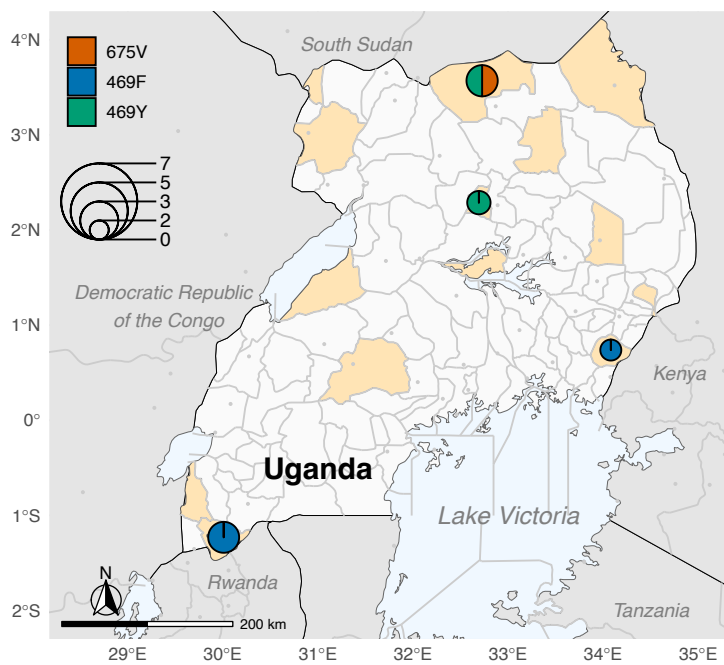 4°N
3°N
2°N
1°N
0°
1°S
2°S
675V
469F
469Y
7
5
3
2
0
South Sudan
Democratic Republic
of the Congo
Kenya
Uganda
Lake Victoria
Rwanda
Tanzania
N
200 km
29°E 30°E 31°E 32°E 33°E 34°E 35°E